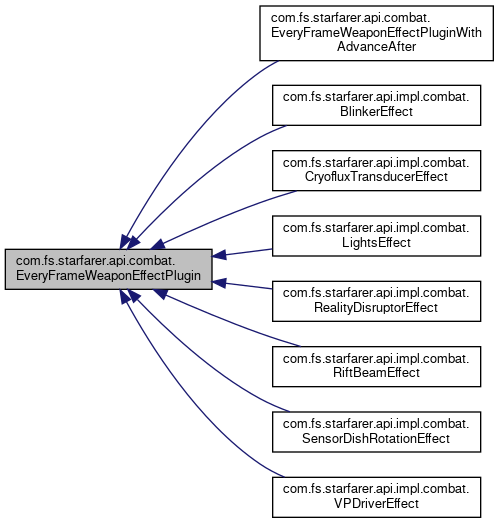 com.fs.starfarer.api.combat.
EveryFrameWeaponEffectPluginWith
AdvanceAfter
com.fs.starfarer.api.impl.combat.
BlinkerEffect
com.fs.starfarer.api.impl.combat.
CryofluxTransducerEffect
com.fs.starfarer.api.impl.combat.
LightsEffect
com.fs.starfarer.api.combat.
EveryFrameWeaponEffectPlugin
com.fs.starfarer.api.impl.combat.
RealityDisruptorEffect
com.fs.starfarer.api.impl.combat.
RiftBeamEffect
com.fs.starfarer.api.impl.combat.
SensorDishRotationEffect
com.fs.starfarer.api.impl.combat.
VPDriverEffect